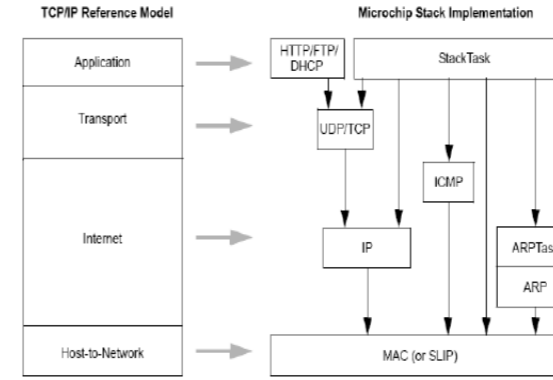 TCP/IP Reference Model
Microchip Stack Implementation
Application
HTTP/FTP/
DHCP
StackTask
Transport
UDP/TCP
ICMP
Internet
IP
ARPTas
ARP
Host-to-Network
MAC (or SLIP)